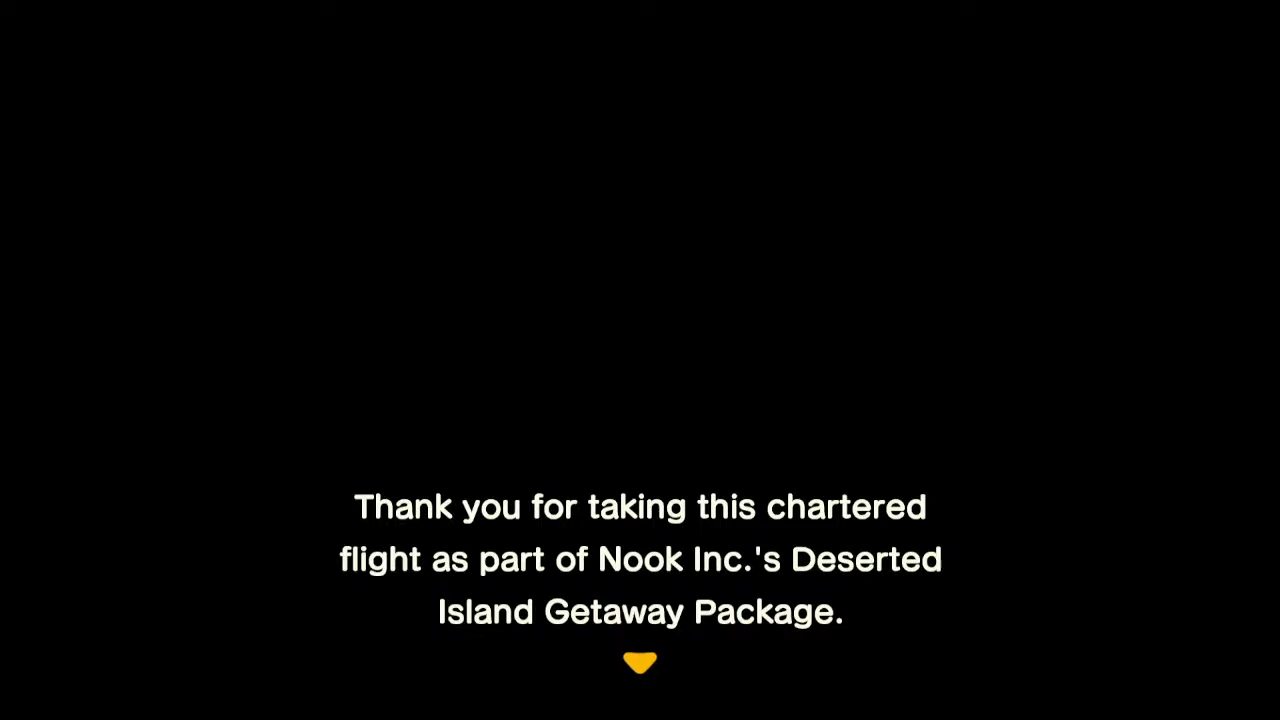 Thank you for taking this chartered
flight as part of Nook Inc.'s Deserted
Island Getaway Package.